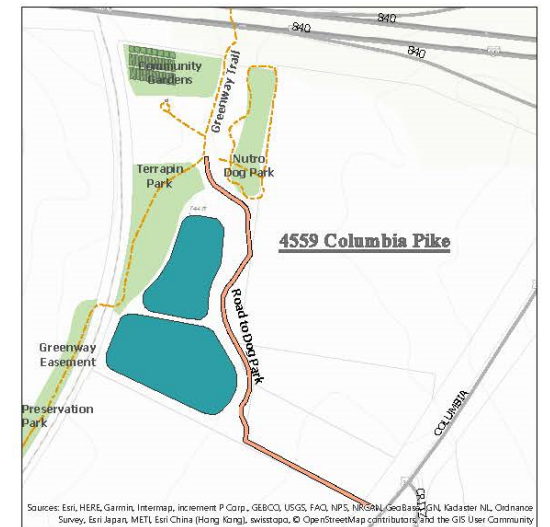 840
840
840
Community
Gardens
Greenway Trail
Nutro
Dog Park
Terrapin
Park
4559 Columbia Pike
Road to Dog Park
Greenway
Easement
COLUMBIA
Preservation
Park
Sources: Esri, HERE, Garmin, Intermap, increment P Corp., GEBCO, USGS, FAO, NPS, NRCAN, GeoBase, IGN, Kadaster NL, Ordnance
Survey, Esri Japan, METI, Esri China (Hong Kong), swisstopo, © OpenStreetMap contributors, and the GIS User Community